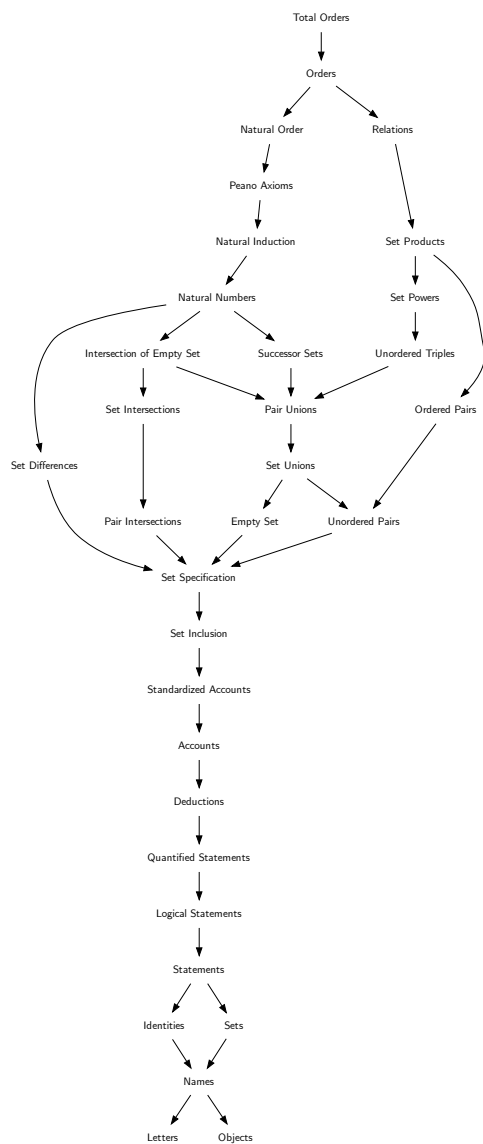 Total Orders
Orders
Natural Order
Relations
Peano Axioms
Natural Induction
Set Products
Natural Numbers
Set Powers
Intersection of Empty Set
Successor Sets
Unordered Triples
Set Intersections
Pair Unions
Ordered Pairs
Set Differences
Set Unions
Pair Intersections
Empty Set
Unordered Pairs
Set Specification
Set Inclusion
Standardized Accounts
Accounts
Deductions
Quantified Statements
Logical Statements
Statements
Identities
Sets
Names
Letters
Objects